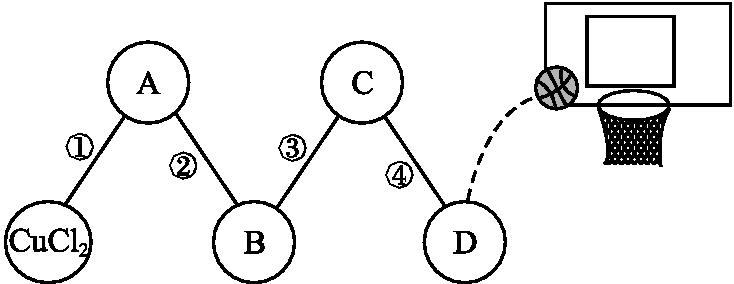 A
C
①
②
③
④
CuCl₂
B
D